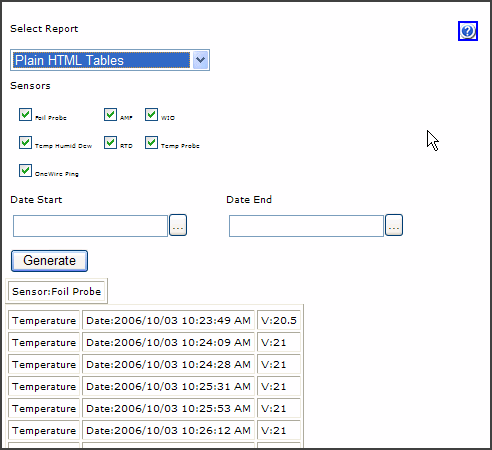 Select Report
?
Plain HTML Tables
Sensors
Foil Probe AMP WIO
Temp Humid Dew RTD Temp Probe
OneWire Ping
Date Start Date End
... ...
Generate
Sensor:Foil Probe
Temperature Date:2006/10/03 10:23:49 AM V:20.5
Temperature Date:2006/10/03 10:24:09 AM V:21
Temperature Date:2006/10/03 10:24:28 AM V:21
Temperature Date:2006/10/03 10:25:31 AM V:21
Temperature Date:2006/10/03 10:25:53 AM V:21
Temperature Date:2006/10/03 10:26:12 AM V:21